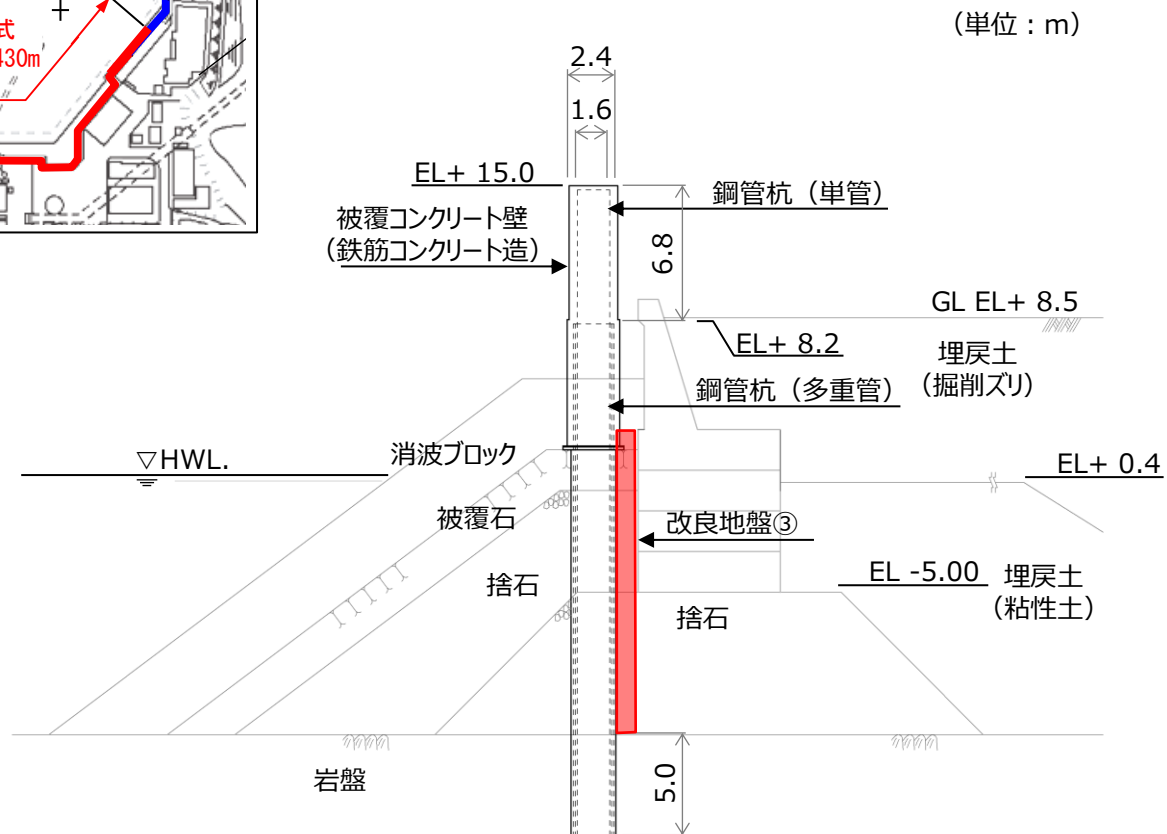 式
430m
(単位：m)
2.4
1.6
EL+ 15.0
鋼管杭（単管）
被覆コンクリート壁
（鉄筋コンクリート造）
6.8
GL EL+ 8.5
EL+ 8.2
埋戻土
（掘削ズリ）
鋼管杭（多重管）
消波ブロック
▽HWL.
EL+ 0.4
被覆石
改良地盤③
EL -5.00
埋戻土
（粘性土）
捨石
捨石
岩盤
5.0